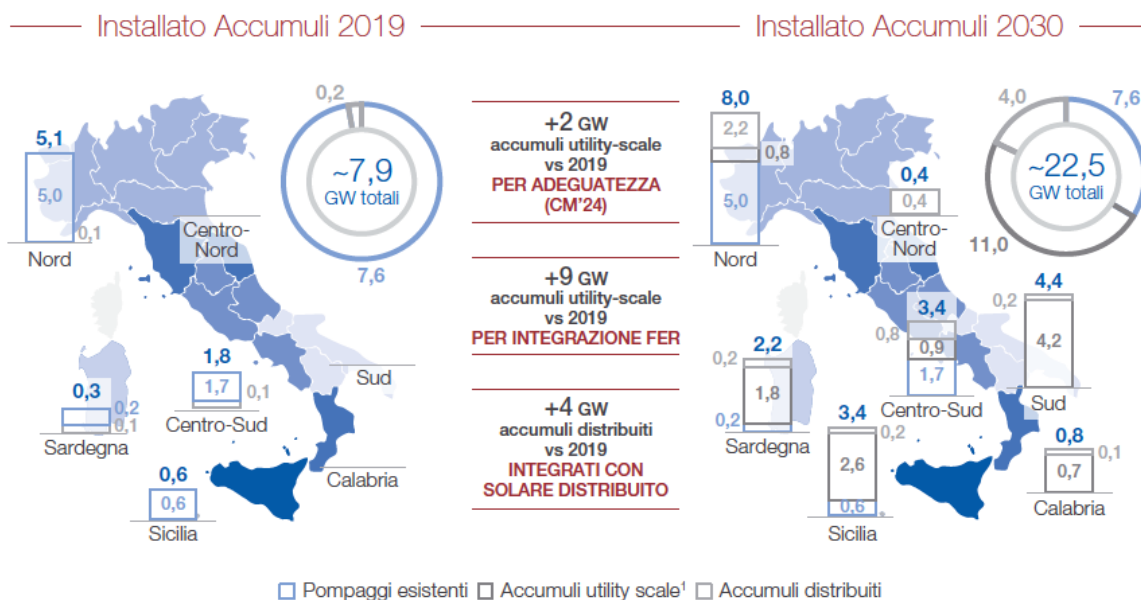 Installato Accumuli 2019
Installato Accumuli 2030
5,1
5,0
0,1
Nord
0,2
~7,9
GW totali
7,6
Centro-
Nord
1,8
1,7
0,1
Centro-Sud
Sud
0,3
0,2
0,1
Sardegna
Calabria
0,6
0,6
Sicilia
+2 GW
accumuli utility-scale
vs 2019
PER ADEGUATEZZA
(CM'24)
+9 GW
accumuli utility-scale
vs 2019
PER INTEGRAZIONE FER
+4 GW
accumuli distribuiti
vs 2019
INTEGRATI CON
SOLARE DISTRIBUITO
8,0
2,2
0,8
5,0
Nord
0,4
0,4
Centro-
Nord
4,0
7,6
~22,5
GW totali
11,0
3,4
0,8
0,9
1,7
Centro-Sud
4,4
0,2
4,2
Sud
2,2
0,2
1,8
0,2
Sardegna
3,4
0,2
2,6
0,6
Sicilia
0,8
0,1
0,7
Calabria
Pompaggi esistenti
Accumuli utility scale¹
Accumuli distribuiti